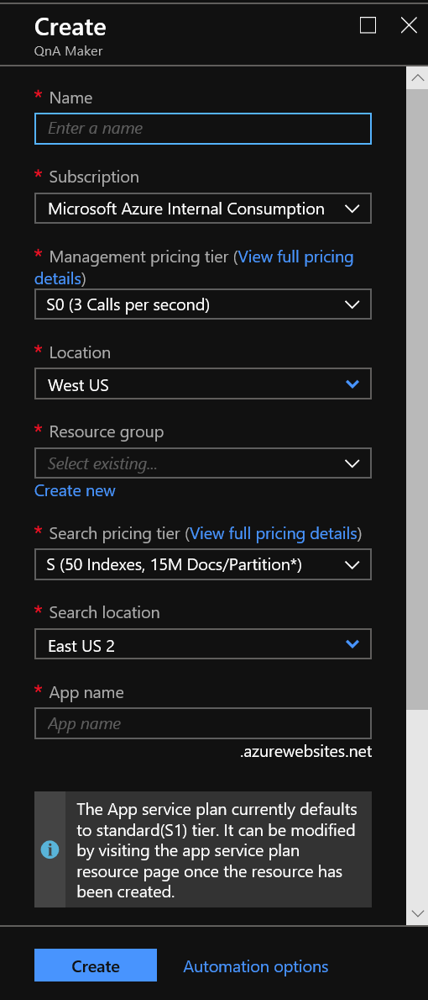 Create
QnA Maker
* Name
Enter a name
* Subscription
Microsoft Azure Internal Consumption
* Management pricing tier (View full pricing
details)
S0 (3 Calls per second)
* Location
West US
* Resource group
Select existing...
Create new
* Search pricing tier (View full pricing details)
S (50 Indexes, 15M Docs/Partition*)
* Search location
East US 2
* App name
App name
.azurewebsites.net
The App service plan currently defaults
to standard(S1) tier. It can be modified
by visiting the app service plan
resource page once the resource has
been created.
Create
Automation options